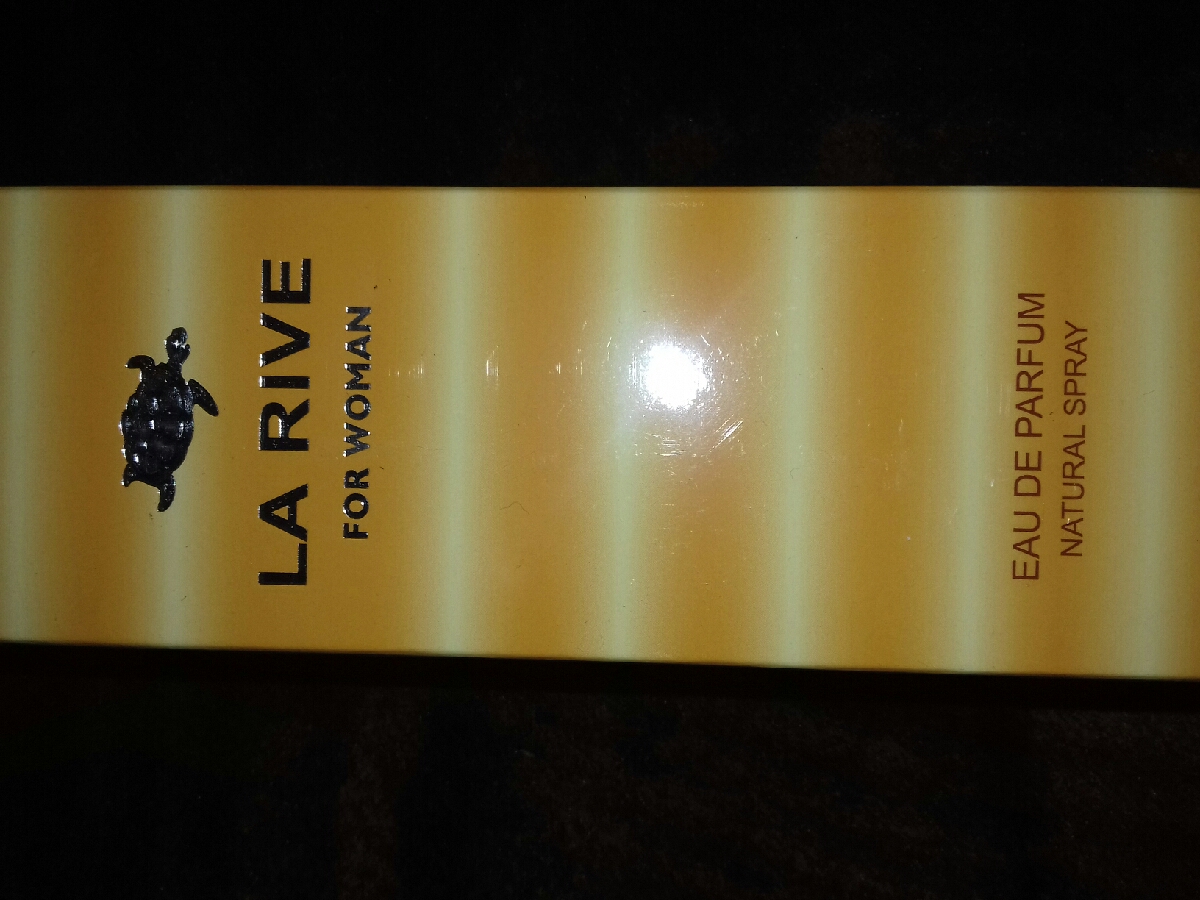 LA RIVE
FOR WOMAN
EAU DE PARFUM
NATURAL SPRAY